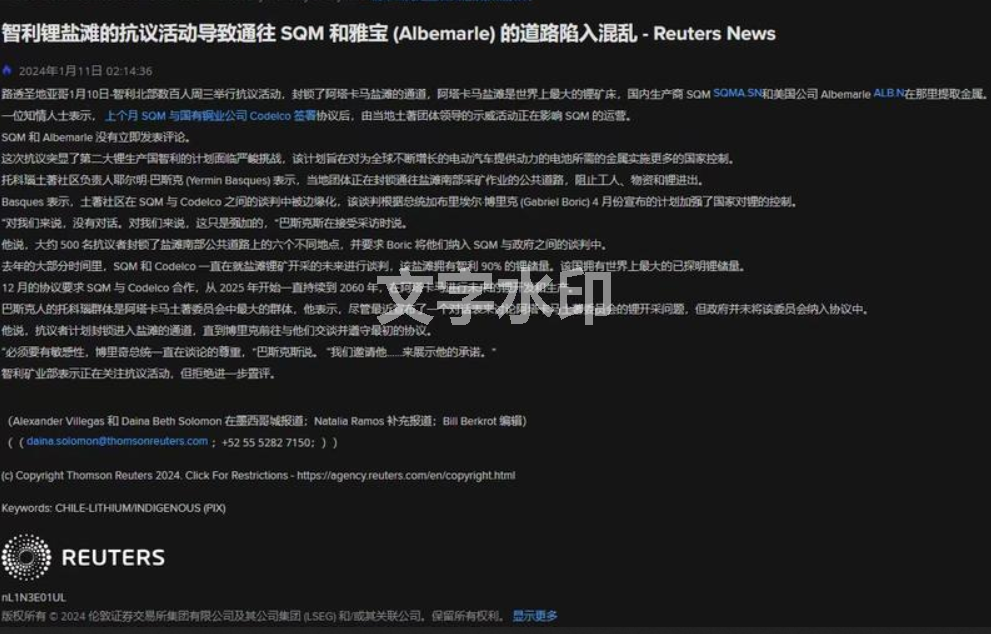 智利锂盐滩的抗议活动导致通往 SQM 和雅宝 (Albemarle) 的道路陷入混乱 - Reuters News
2024年1月11日 02:14:36
路透圣地亚哥1月10日-智利北部数百人周三举行抗议活动，封锁了阿塔卡马盐滩的通道，阿塔卡马盐滩是世界上最大的锂矿床，国内生产商 SQM SQMA.SN和美国公司 Albemarle ALB.N在那里提取金属。
一位知情人士表示，上个月 SQM 与国有铜业公司 Codelco 签署协议后，由当地土著团体领导的示威活动正在影响 SQM 的运营。
SQM 和 Albemarle 没有立即发表评论。
这次抗议突显了第二大锂生产国智利的计划面临严峻挑战，该计划旨在对为全球不断增长的电动汽车提供动力的电池所需的金属实施更多的国家控制。
托科瑙土著社区负责人耶尔明·巴斯克 (Yermin Basques) 表示，当地团体正在封锁通往盐滩南部采矿作业的公共道路，阻止工人、物资和锂进出。
Basques 表示，土著社区在 SQM 与 Codelco 之间的谈判中被边缘化，该谈判根据总统加布里埃尔·博里克 (Gabriel Boric) 4 月份宣布的计划加强了国家对锂的控制。
“对我们来说，没有对话。对我们来说，这只是强加的，”巴斯克斯在接受采访时说。
他说，大约 500 名抗议者封锁了盐滩南部公共道路上的六个不同地点，并要求 Boric 将他们纳入 SQM 与政府之间的谈判中。
去年的大部分时间里，SQM 和 Codelco 一直在就盐滩锂矿开采的未来进行谈判，该盐滩拥有智利 90% 的锂储量。该国拥有世界上最大的已探明锂储量。
12 月的协议要求 SQM 与 Codelco 合作，从 2025 年开始一直持续到 2060 年，在阿塔卡马进行未来的锂开发和生产。
巴斯克人的托科瑙群体是阿塔卡马土著委员会中最大的群体，他表示，尽管最近宣布了一个对话表来讨论阿塔卡马土著委员会的锂开采问题，但政府并未将该委员会纳入协议中。
他说，抗议者计划封锁进入盐滩的通道，直到博里克前往与他们交谈并遵守最初的协议。
“必须要有敏感性，博里奇总统一直在谈论的尊重，”巴斯克斯说。“我们邀请他......来展示他的承诺。”
智利矿业部表示正在关注抗议活动，但拒绝进一步置评。
（Alexander Villegas 和 Daina Beth Solomon 在墨西哥城报道；Natalia Ramos 补充报道；Bill Berkrot 编辑）
（（ daina.solomon@thomsonreuters.com ；+52 55 5282 7150；））
(c) Copyright Thomson Reuters 2024. Click For Restrictions - https://agency.reuters.com/en/copyright.html
Keywords: CHILE-LITHIUM/INDIGENOUS (PIX)
REUTERS
nL1N3E01UL
版权所有 © 2024 伦敦证券交易所集团有限公司及其公司集团 (LSEG) 和/或其关联公司。保留所有权利。 显示更多
文字水印